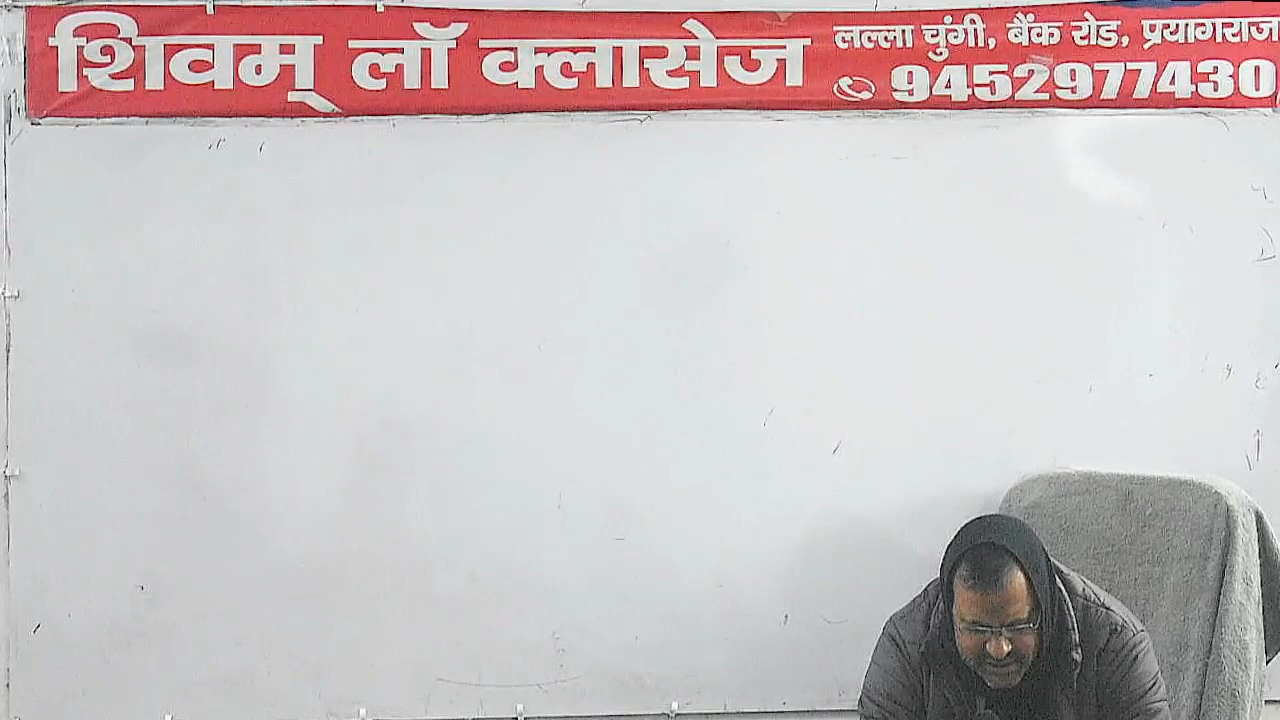 शिवम् लॉ क्लासेज
लल्ला चुंगी, बैंक रोड, प्रयागराज
9452977430